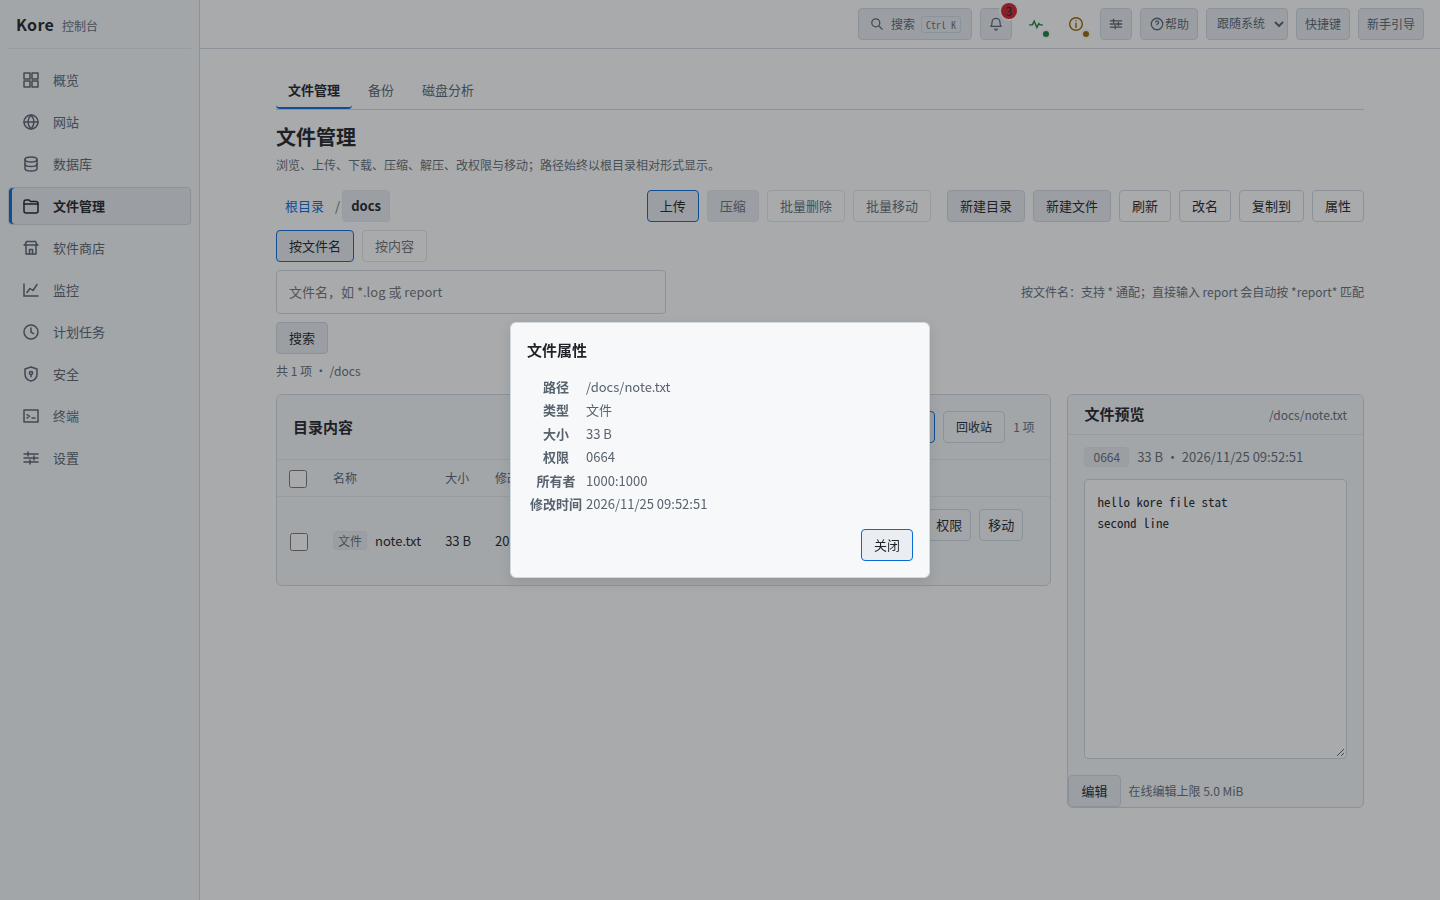 Kore 控制台
搜索 Ctrl K
3
帮助
跟随系统
快捷键
新手引导
概览
网站
数据库
文件管理
软件商店
监控
计划任务
安全
终端
设置
文件管理 备份 磁盘分析
文件管理
浏览、上传、下载、压缩、解压、改权限与移动；路径始终以根目录相对形式显示。
根目录 / docs
上传 压缩 批量删除 批量移动 新建目录 新建文件 刷新 改名 复制到 属性
按文件名 按内容
文件名，如 *.log 或 report
按文件名：支持 * 通配；直接输入 report 会自动按 *report* 匹配
搜索
共 1 项 • /docs
目录内容
回收站 1 项
名称 大小
文件 note.txt 33 B 20
权限 移动
文件属性
路径 /docs/note.txt
类型 文件
大小 33 B
权限 0664
所有者 1000:1000
修改时间 2026/11/25 09:52:51
关闭
文件预览 /docs/note.txt
0664 33 B • 2026/11/25 09:52:51
hello kore file stat
second line
编辑 在线编辑上限 5.0 MiB